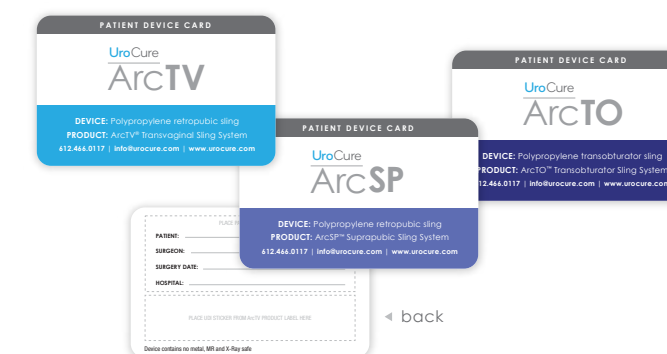 PATIENT DEVICE CARD
UroCure
ArcTV
DEVICE: Polypropylene retropubic sling
PRODUCT: ArcTV® Transvaginal Sling System
612.466.0117 | info@urocure.com | www.urocure.com
PATIENT DEVICE CARD
UroCure
ArcTO
DEVICE: Polypropylene transobturator sling
PRODUCT: ArcTO™ Transobturator Sling System
12.466.0117 | info@urocure.com | www.urocure.com
PATIENT DEVICE CARD
UroCure
ArcSP
DEVICE: Polypropylene retropubic sling
PRODUCT: ArcSP™ Suprapubic Sling System
612.466.0117 | info@urocure.com | www.urocure.com
PLACE
PATIENT:
SURGEON:
SURGERY DATE:
HOSPITAL:
PLACE UDI STICKER FROM ArcTV PRODUCT LABEL HERE
Device contains no metal, MR and X-Ray safe
back